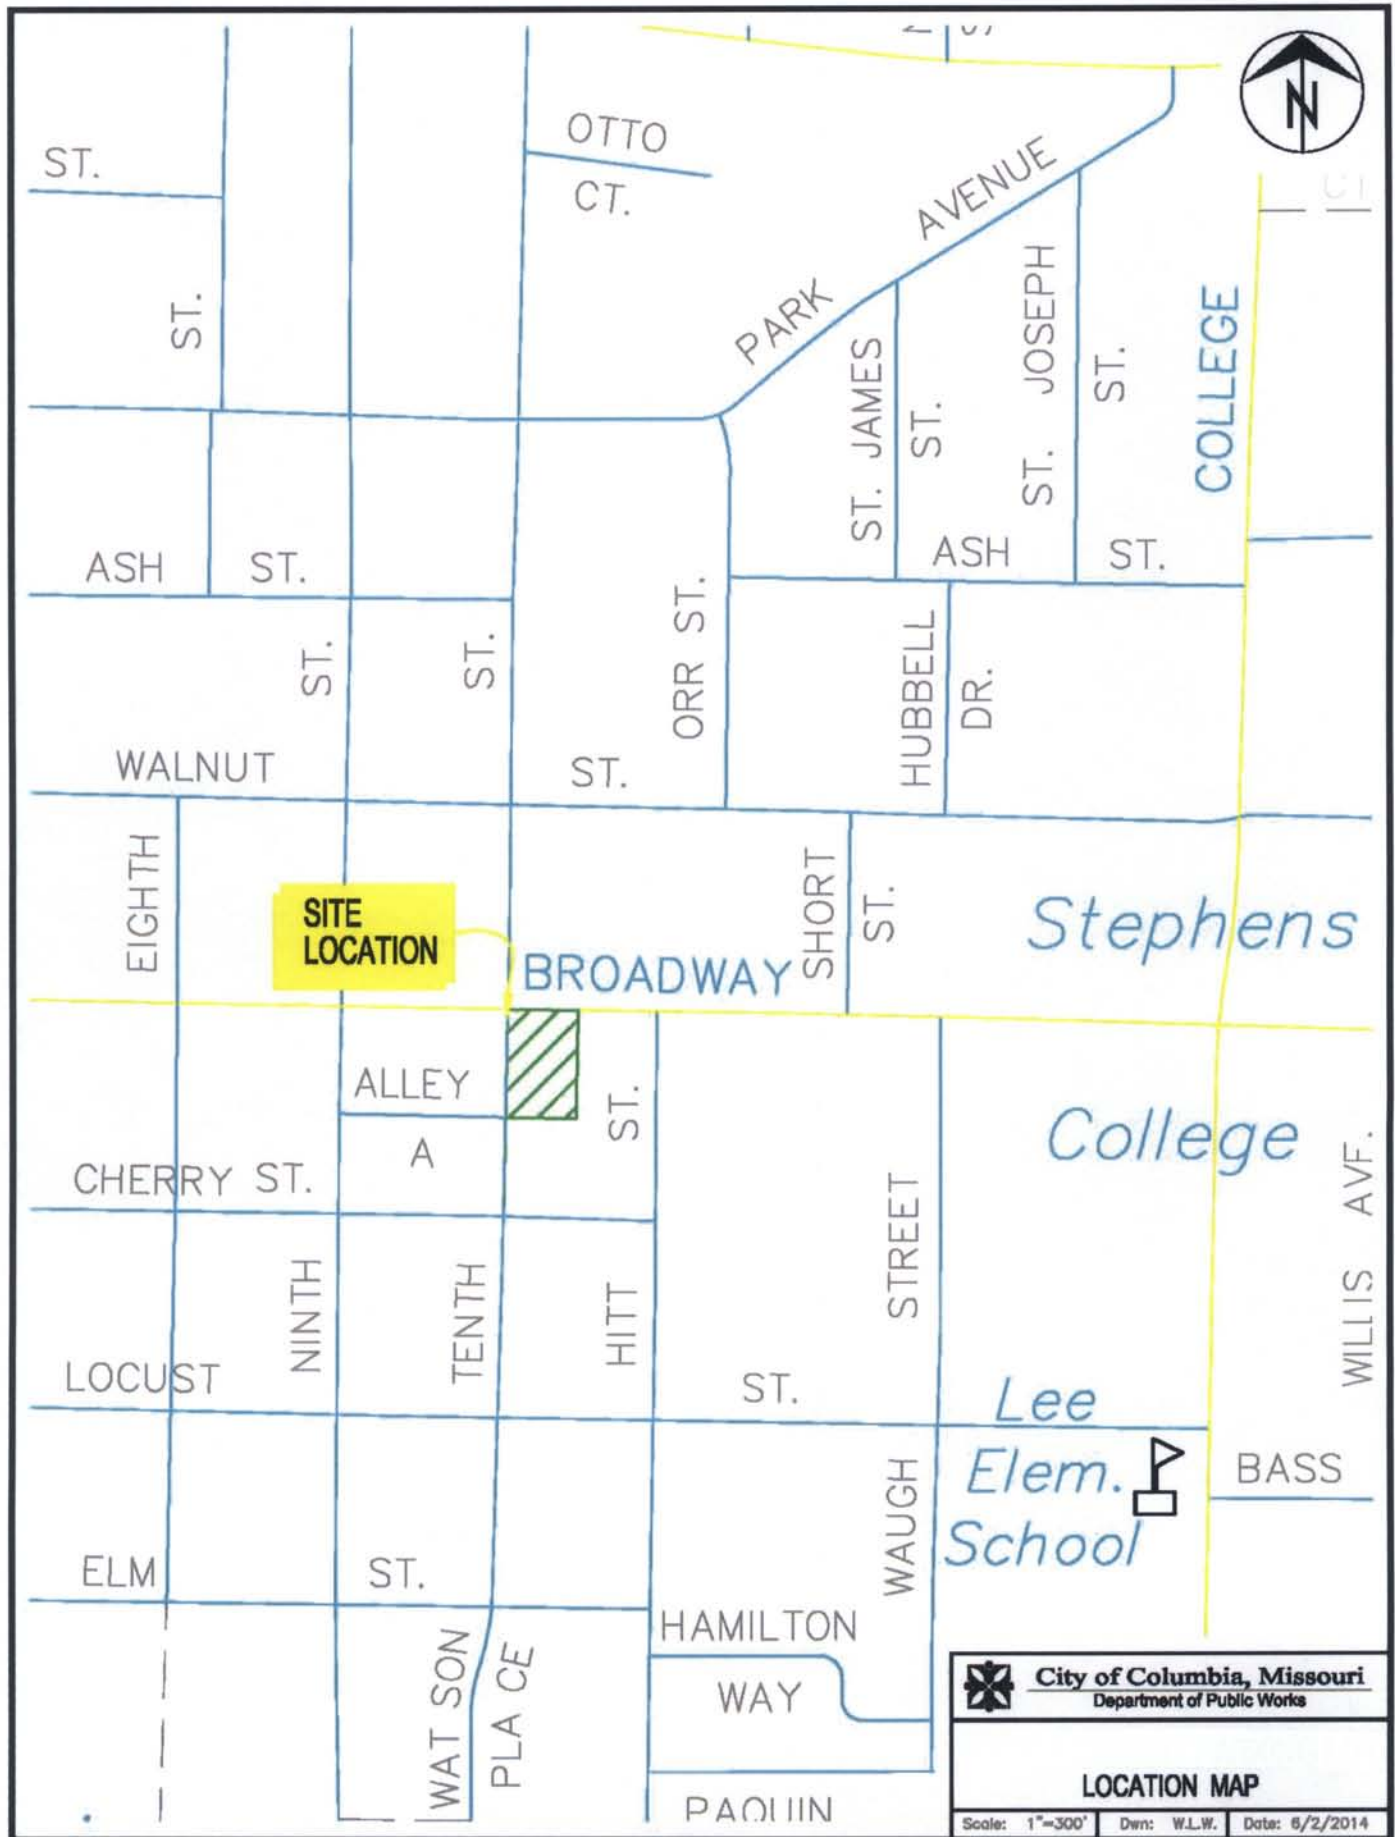 N
OTTO
CT.
ST.
PARK AVENUE
ST.
ST. JAMES
ST.
ST. JOSEPH
ST.
COLLEGE
ASH ST.
ASH ST.
ST.
ST.
ORR ST.
HUBBELL
DR.
WALNUT ST.
EIGHTH
SITE
LOCATION
BROADWAY
SHORT
ST.
Stephens
College
ALLEY
A
ST.
CHERRY ST.
NINTH
TENTH
HITT
STREET
WILLIS AVE.
LOCUST ST.
Lee
Elem.
School
BASS
WAUGH
ELM ST.
HAMILTON
WAY
WAT SON
PLA CE
PAQUIN
City of Columbia, Missouri
Department of Public Works
LOCATION MAP
Scale: 1"=300' Dwn: W.L.W. Date: 6/2/2014